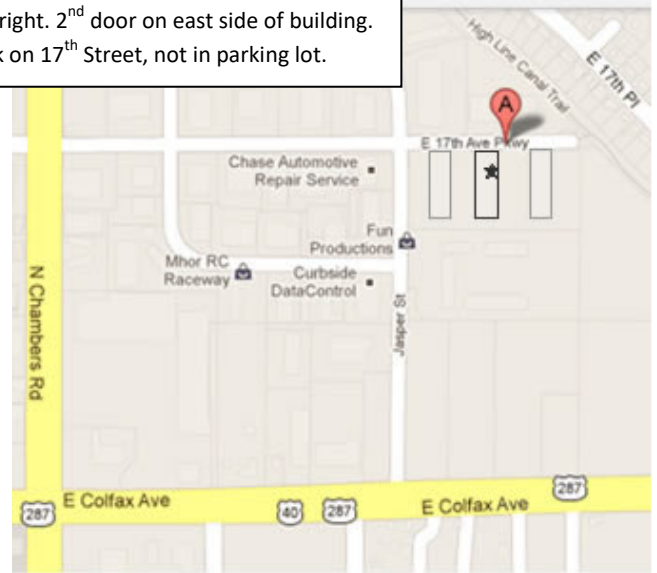 right. 2nd door on east side of building.
on 17th Street, not in parking lot.
High Line Canal Trail
E 17th Pl
A
E 17th Ave Pkwy
Chase Automotive
Repair Service
Fun
Productions
Mhor RC
Raceway
Curbside
DataControl
N Chambers Rd
Jasper St
E Colfax Ave
287
40
287
E Colfax Ave
287